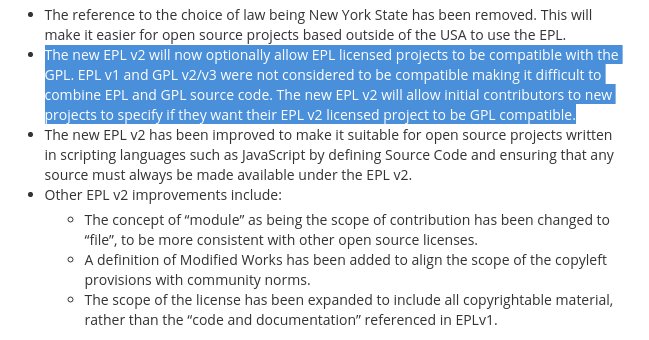 • The reference to the choice of law being New York State has been removed. This will
make it easier for open source projects based outside of the USA to use the EPL.
• The new EPL v2 will now optionally allow EPL licensed projects to be compatible with the
GPL. EPL v1 and GPL v2/v3 were not considered to be compatible making it difficult to
combine EPL and GPL source code. The new EPL v2 will allow initial contributors to new
projects to specify if they want their EPL v2 licensed project to be GPL compatible.
• The new EPL v2 has been improved to make it suitable for open source projects written
in scripting languages such as JavaScript by defining Source Code and ensuring that any
source must always be made available under the EPL v2.
• Other EPL v2 improvements include:
◦ The concept of “module” as being the scope of contribution has been changed to
“file”, to be more consistent with other open source licenses.
◦ A definition of Modified Works has been added to align the scope of the copyleft
provisions with community norms.
◦ The scope of the license has been expanded to include all copyrightable material,
rather than the “code and documentation” referenced in EPLv1.